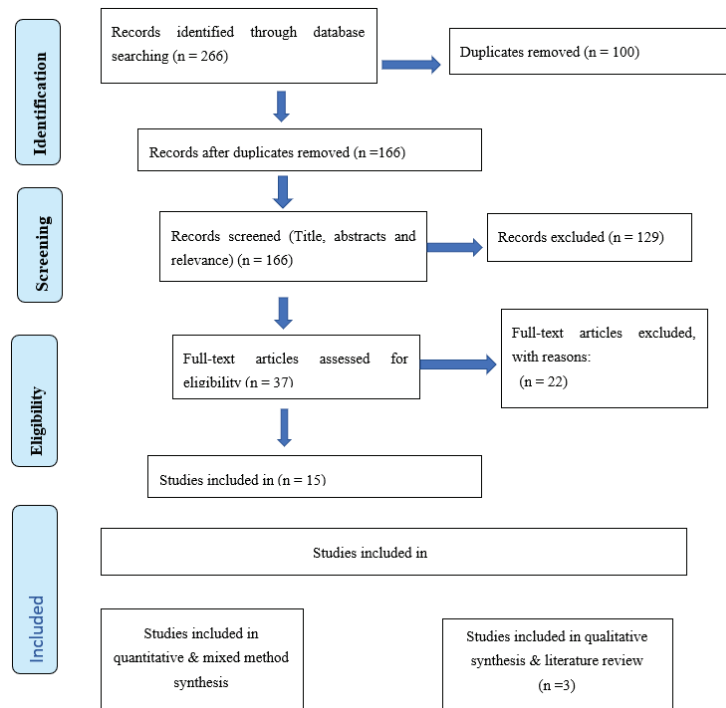 Records identified through database
searching (n = 266)
Duplicates removed (n = 100)
Identification
Records after duplicates removed (n =166)
Screening
Records screened (Title, abstracts and
relevance) (n = 166)
Records excluded (n = 129)
Eligibility
Full-text articles assessed for
eligibility (n = 37)
Full-text articles excluded,
with reasons:
(n = 22)
Studies included in (n = 15)
Included
Studies included in
Studies included in
quantitative & mixed method
synthesis
Studies included in qualitative
synthesis & literature review
(n =3)